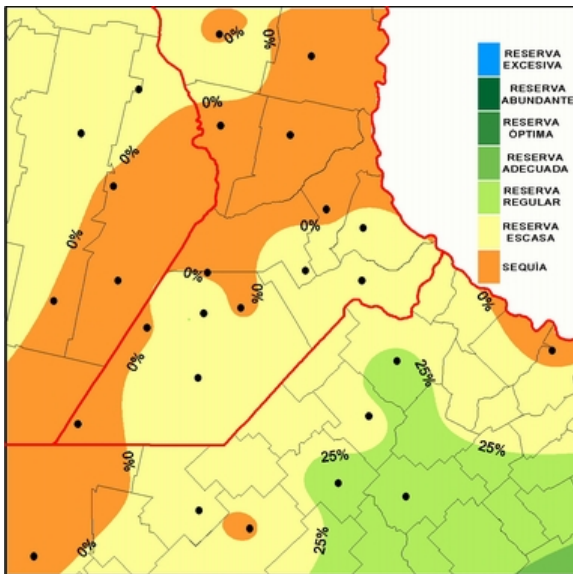 0%
0%
RESERVA
EXCESIVA
RESERVA
ABUNDANTE
0%
RESERVA
ÓPTIMA
RESERVA
ADECUADA
0%
RESERVA
REGULAR
0%
0%
RESERVA
ESCASA
0%
SEQUÍA
0%
0%
0%
25%
25%
0%
25%
0%
25%